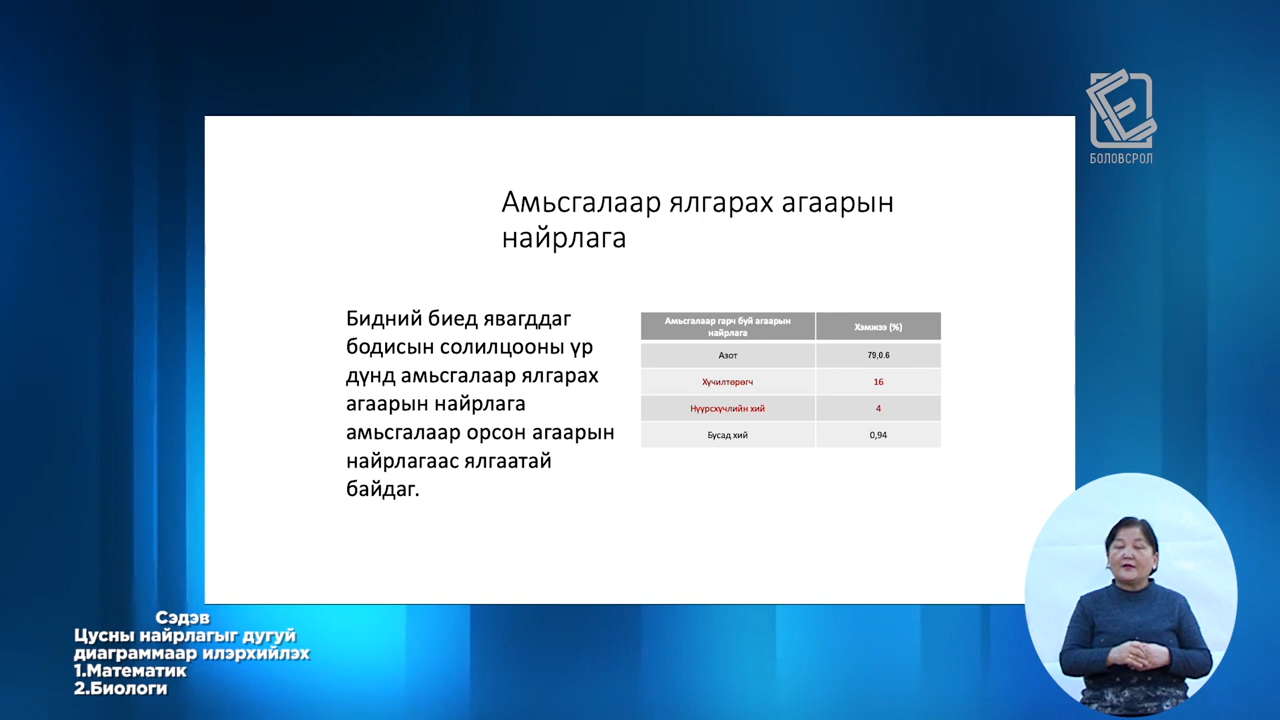 БОЛОВСРОЛ
Амьсгалаар ялгарах агаарын
найрлага
Бидний биед явагддаг
бодисын солилцооны үр
дүнд амьсгалаар ялгарах
агаарын найрлага
амьсгалаар орсон агаарын
найрлагаас ялгаатай
байдаг.
Амьсгалаар гарч буй агаарын
найрлага
Хэмжээ (%)
Азот 79,0.6
Хүчилтөрөгч 16
Нүүрсхүчлийн хий 4
Бусад хий 0,94
Сэдэв
Цусны найрлагыг дугуй
диаграммаар илэрхийлэх
1.Математик
2.Биологи